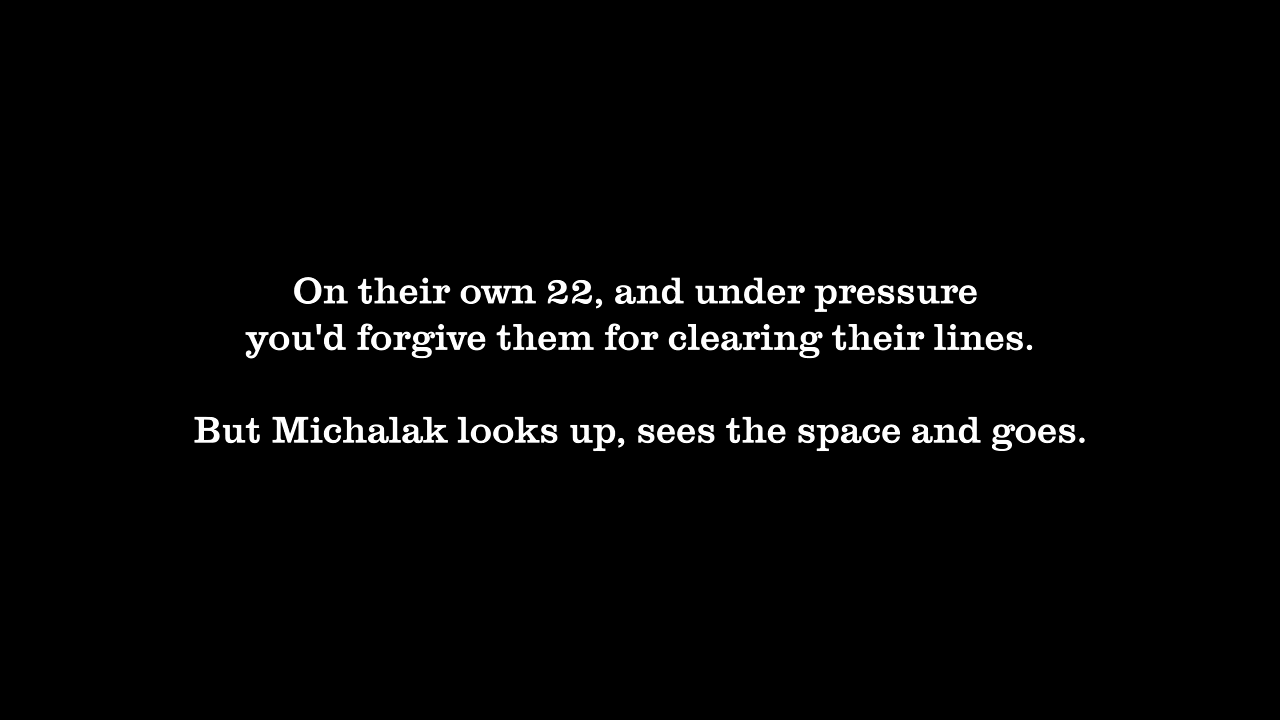 On their own 22, and under pressure
you'd forgive them for clearing their lines.
But Michalak looks up, sees the space and goes.